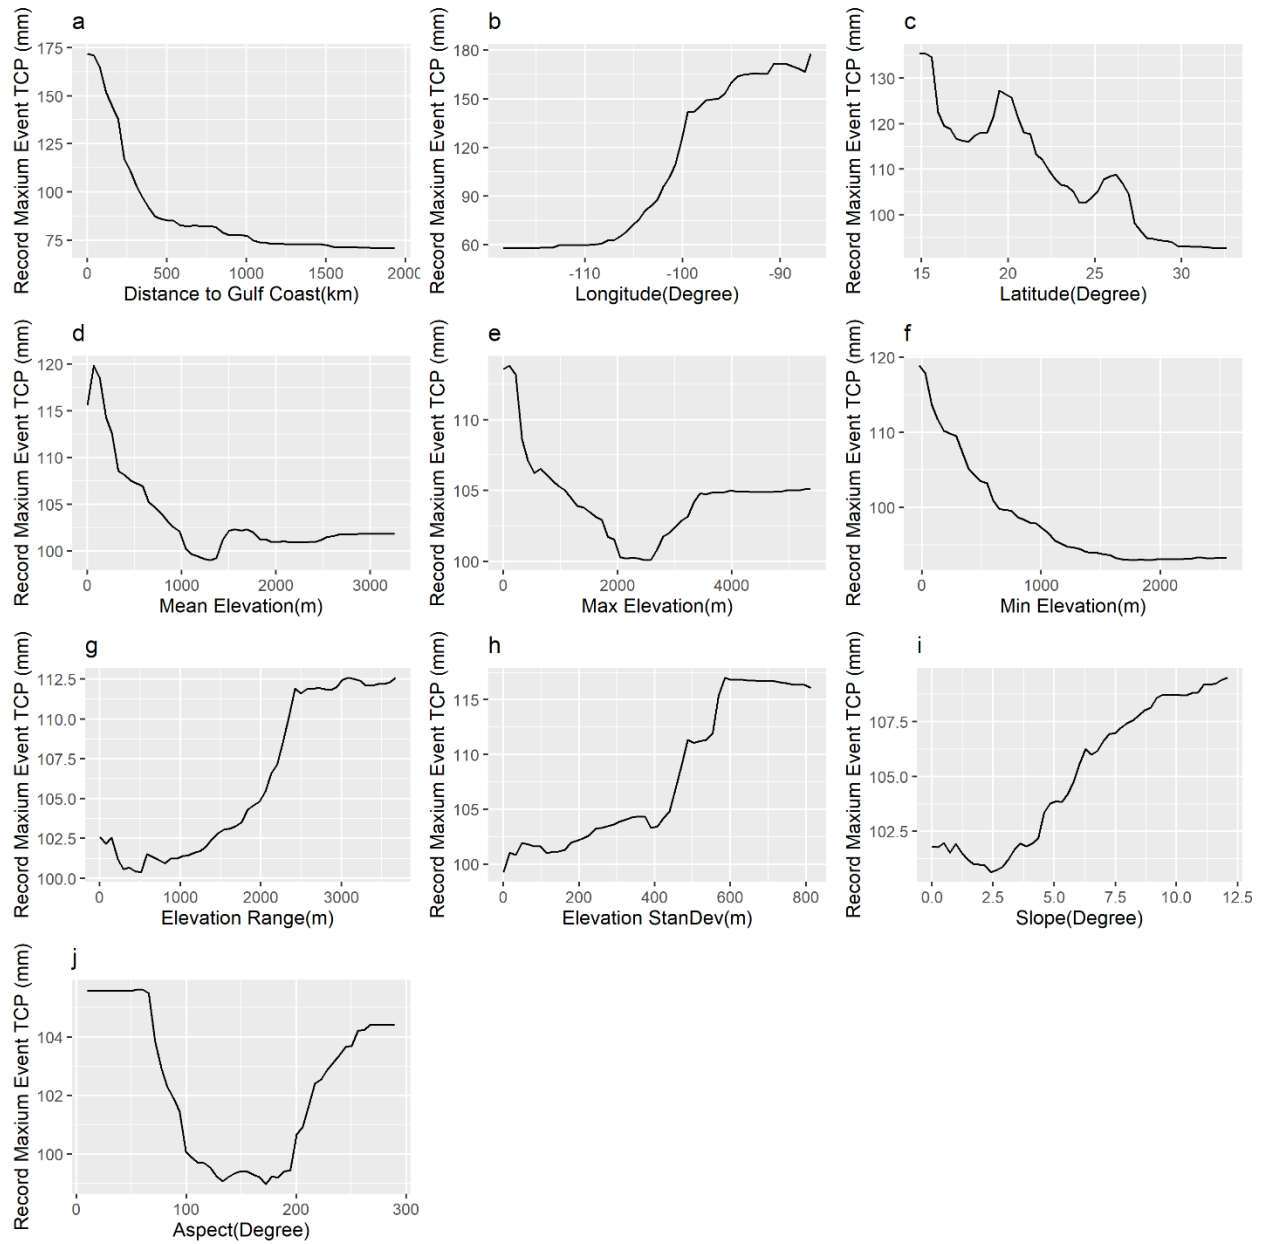 a
Record Maxium Event TCP (mm)
175
150
125
100
75
0 500 1000 1500 2000
Distance to Gulf Coast(km)
b
Record Maxium Event TCP (mm)
180
150
120
90
60
-110 -100 -90
Longitude(Degree)
c
Record Maxium Event TCP (mm)
130
120
110
100
15 20 25 30
Latitude(Degree)
d
Record Maxium Event TCP (mm)
120
115
110
105
100
0 1000 2000 3000
Mean Elevation(m)
e
Record Maxium Event TCP (mm)
110
105
100
0 2000 4000
Max Elevation(m)
f
Record Maxium Event TCP (mm)
120
110
100
0 1000 2000
Min Elevation(m)
g
Record Maxium Event TCP (mm)
112.5
110.0
107.5
105.0
102.5
100.0
0 1000 2000 3000
Elevation Range(m)
h
Record Maxium Event TCP (mm)
115
110
105
100
0 200 400 600 800
Elevation StanDev(m)
i
Record Maxium Event TCP (mm)
107.5
105.0
102.5
0.0 2.5 5.0 7.5 10.0 12.5
Slope(Degree)
j
Record Maxium Event TCP (mm)
104
102
100
0 100 200 300
Aspect(Degree)